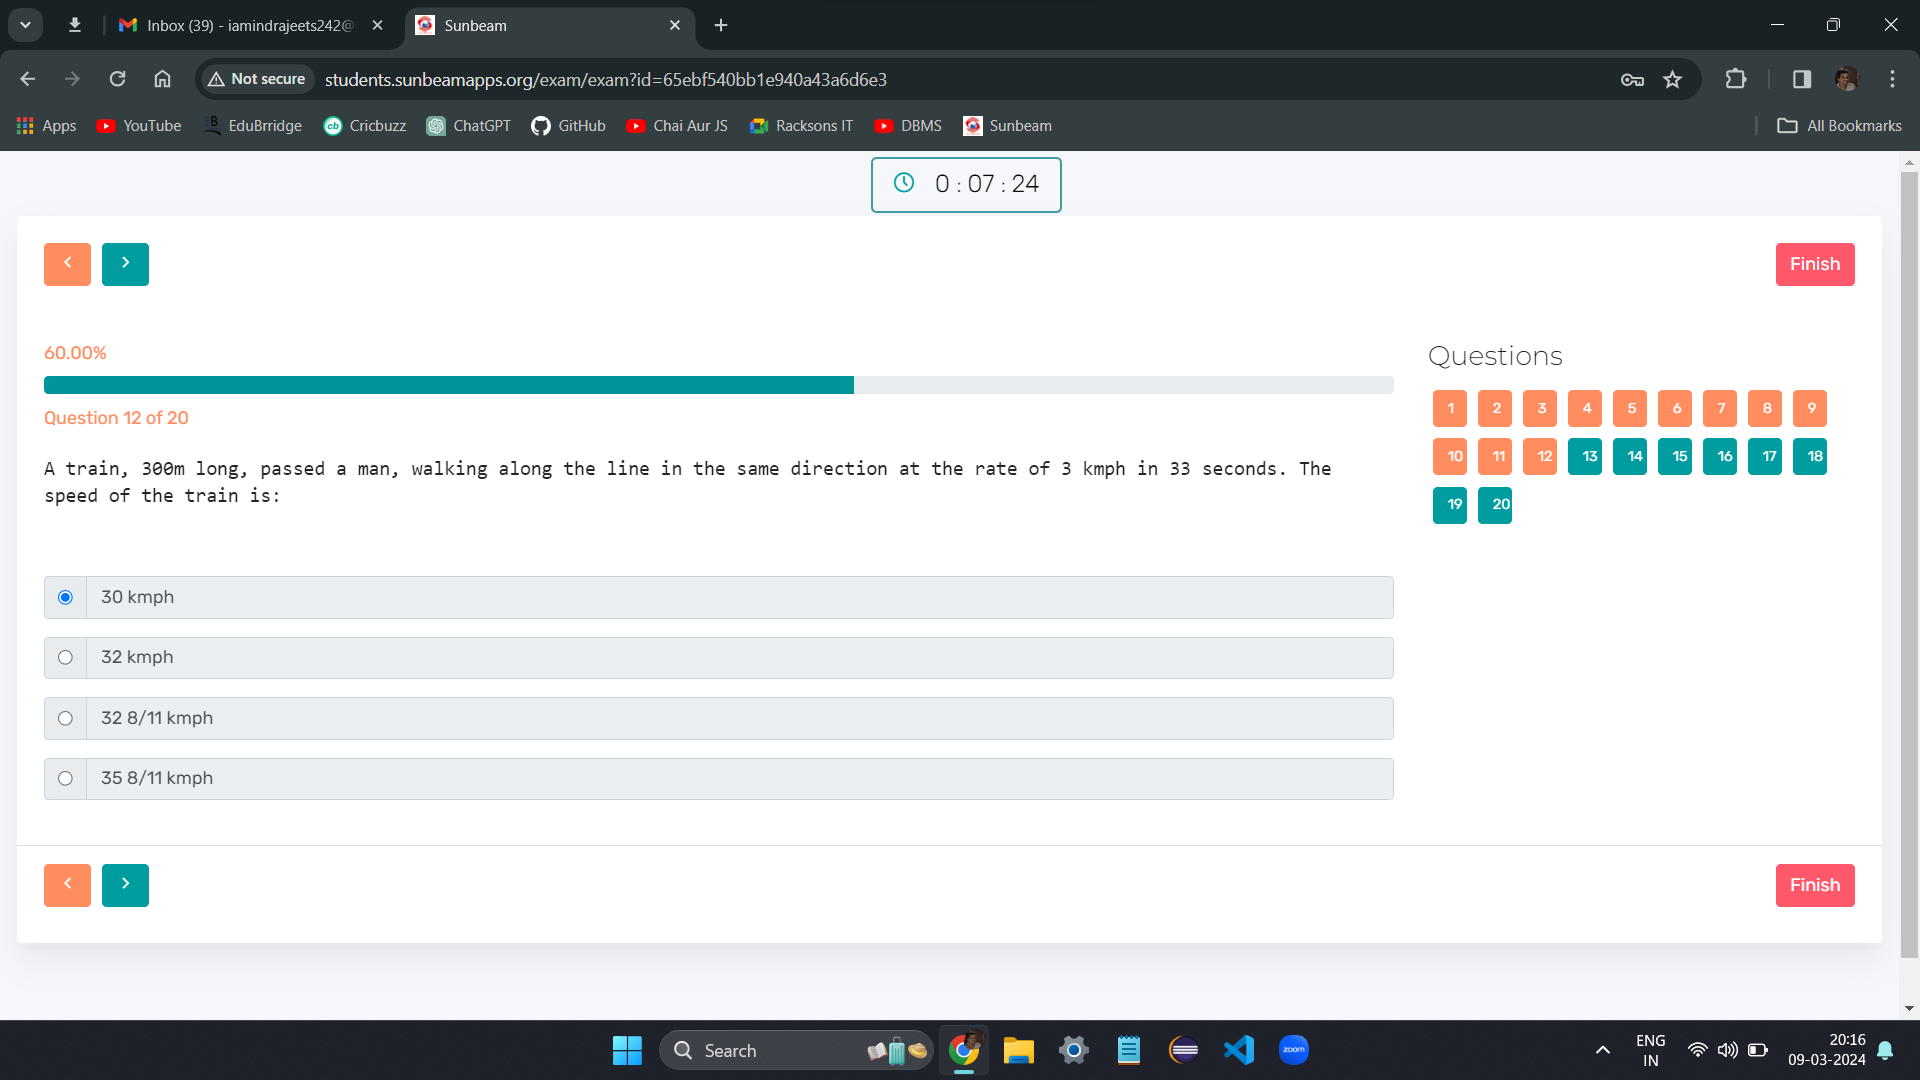 Inbox (39) - iamindrajeets242@
Sunbeam
Not secure
students.sunbeamapps.org/exam/exam?id=65ebf540bb1e940a43a6d6e3
Apps
YouTube
EduBrridge
Cricbuzz
ChatGPT
GitHub
Chai Aur JS
Racksons IT
DBMS
Sunbeam
All Bookmarks
0 : 07 : 24
Finish
60.00%
Question 12 of 20
A train, 300m long, passed a man, walking along the line in the same direction at the rate of 3 kmph in 33 seconds. The
speed of the train is:
30 kmph
32 kmph
32 8/11 kmph
35 8/11 kmph
Questions
1 2 3 4 5 6 7 8 9
10 11 12 13 14 15 16 17 18
19 20
Finish
Search
zoom
ENG
IN
20:16
09-03-2024